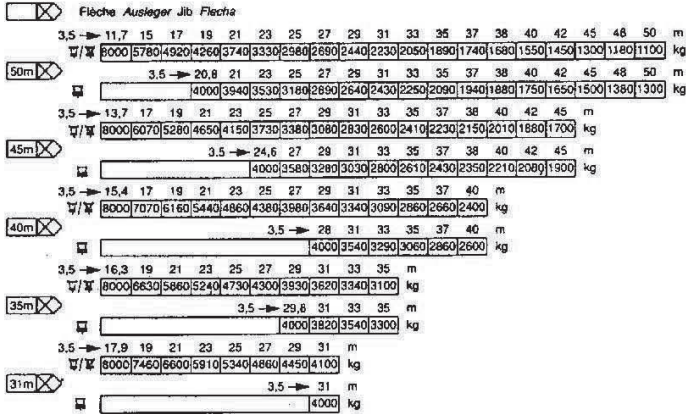 Flèche Ausleger Jib Flecha
3,5 → 11,7 15 17 19 21 23 25 27 29 31 33 35 37 38 40 42 45 48 50 m
8000 5780 4920 4260 3740 3330 2980 2690 2440 2230 2050 1890 1740 1680 1550 1450 1300 1180 1100 kg
50m
3,5 → 20,8 21 23 25 27 29 31 33 35 37 38 40 42 45 48 50 m
4000 3940 3530 3180 2890 2640 2430 2250 2090 1940 1880 1750 1650 1500 1380 1300 kg
3,5 → 13,7 17 19 21 23 25 27 29 31 33 35 37 38 40 42 45 m
8000 6070 5280 4650 4150 3730 3380 3080 2830 2600 2410 2230 2150 2010 1880 1700 kg
45m
3,5 → 24,6 27 29 31 33 35 37 38 40 42 45 m
4000 3580 3280 3030 2800 2610 2430 2350 2210 2080 1900 kg
3,5 → 15,4 17 19 21 23 25 27 29 31 33 35 37 40 m
8000 7070 6160 5440 4860 4380 3980 3640 3340 3090 2860 2660 2400 kg
40m
3,5 → 28 31 33 35 37 40 m
4000 3540 3290 3060 2860 2600 kg
3,5 → 16,3 19 21 23 25 27 29 31 33 35 m
8000 6630 5860 5240 4730 4300 3930 3620 3340 3100 kg
35m
3,5 → 29,8 31 33 35 m
4000 3820 3540 3300 kg
3,5 → 17,9 19 21 23 25 27 29 31 m
8000 7460 6600 5910 5340 4860 4450 4100 kg
31m
3,5 → 31 m
4000 kg